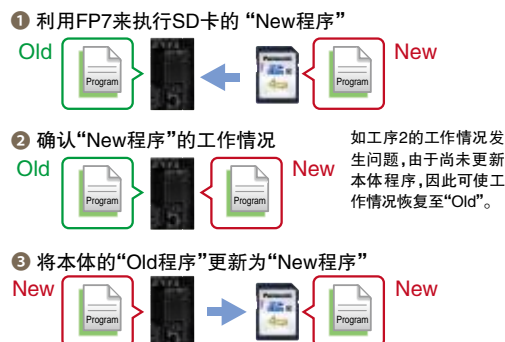 ❶ 利用FP7来执行SD卡的 “New程序”
Old
New
Program
Panasonic
Program
❷ 确认“New程序”的工作情况
Old
New
Program
Program
如工序2的工作情况发
生问题,由于尚未更新
本体程序,因此可使工
作情况恢复至“Old”。
❸ 将本体的“Old程序”更新为“New程序”
New
New
Program
Panasonic
Program